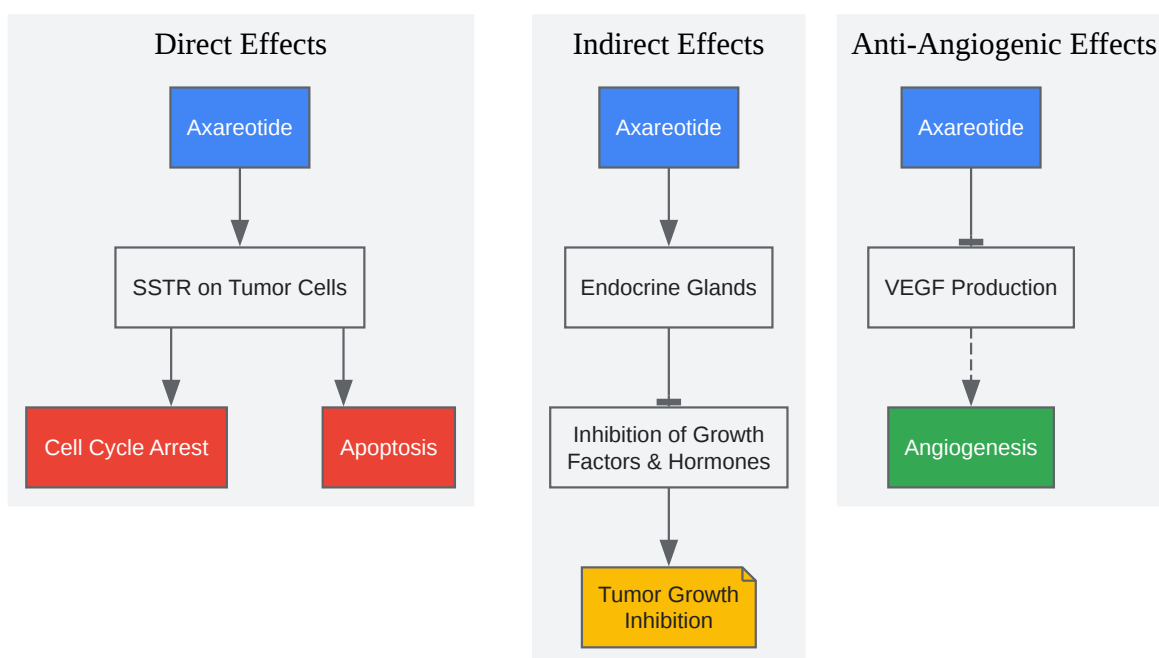 Direct Effects
Axareotide
SSTR on Tumor Cells
Cell Cycle Arrest
Apoptosis
Indirect Effects
Axareotide
Endocrine Glands
Inhibition of Growth
Factors & Hormones
Tumor Growth
Inhibition
Anti-Angiogenic Effects
Axareotide
VEGF Production
Angiogenesis